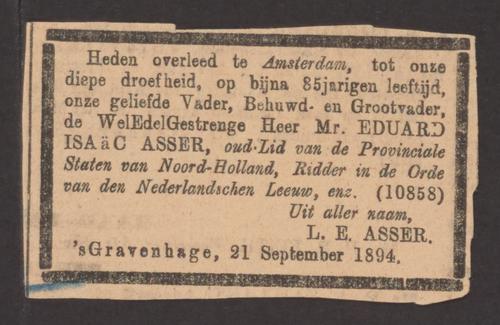 Heden overleed te Amsterdam, tot onze
diepe droefheid, op bijna 85jarigen leeftijd,
onze geliefde Vader, Behuwd- en Grootvader,
de WelEdelGestrenge Heer Mr. EDUARD
ISAäC ASSER, oud-Lid van de Provinciale
Staten van Noord-Holland, Ridder in de Orde
van den Nederlandschen Leeuw, enz. (10858)
Uit aller naam,
L. E. ASSER.
'sGravenhage, 21 September 1894.